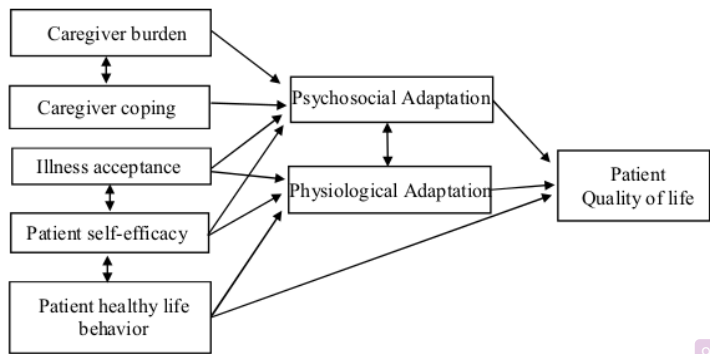 Caregiver burden
Caregiver coping
Illness acceptance
Patient self-efficacy
Patient healthy life
behavior
Psychosocial Adaptation
Physiological Adaptation
Patient
Quality of life